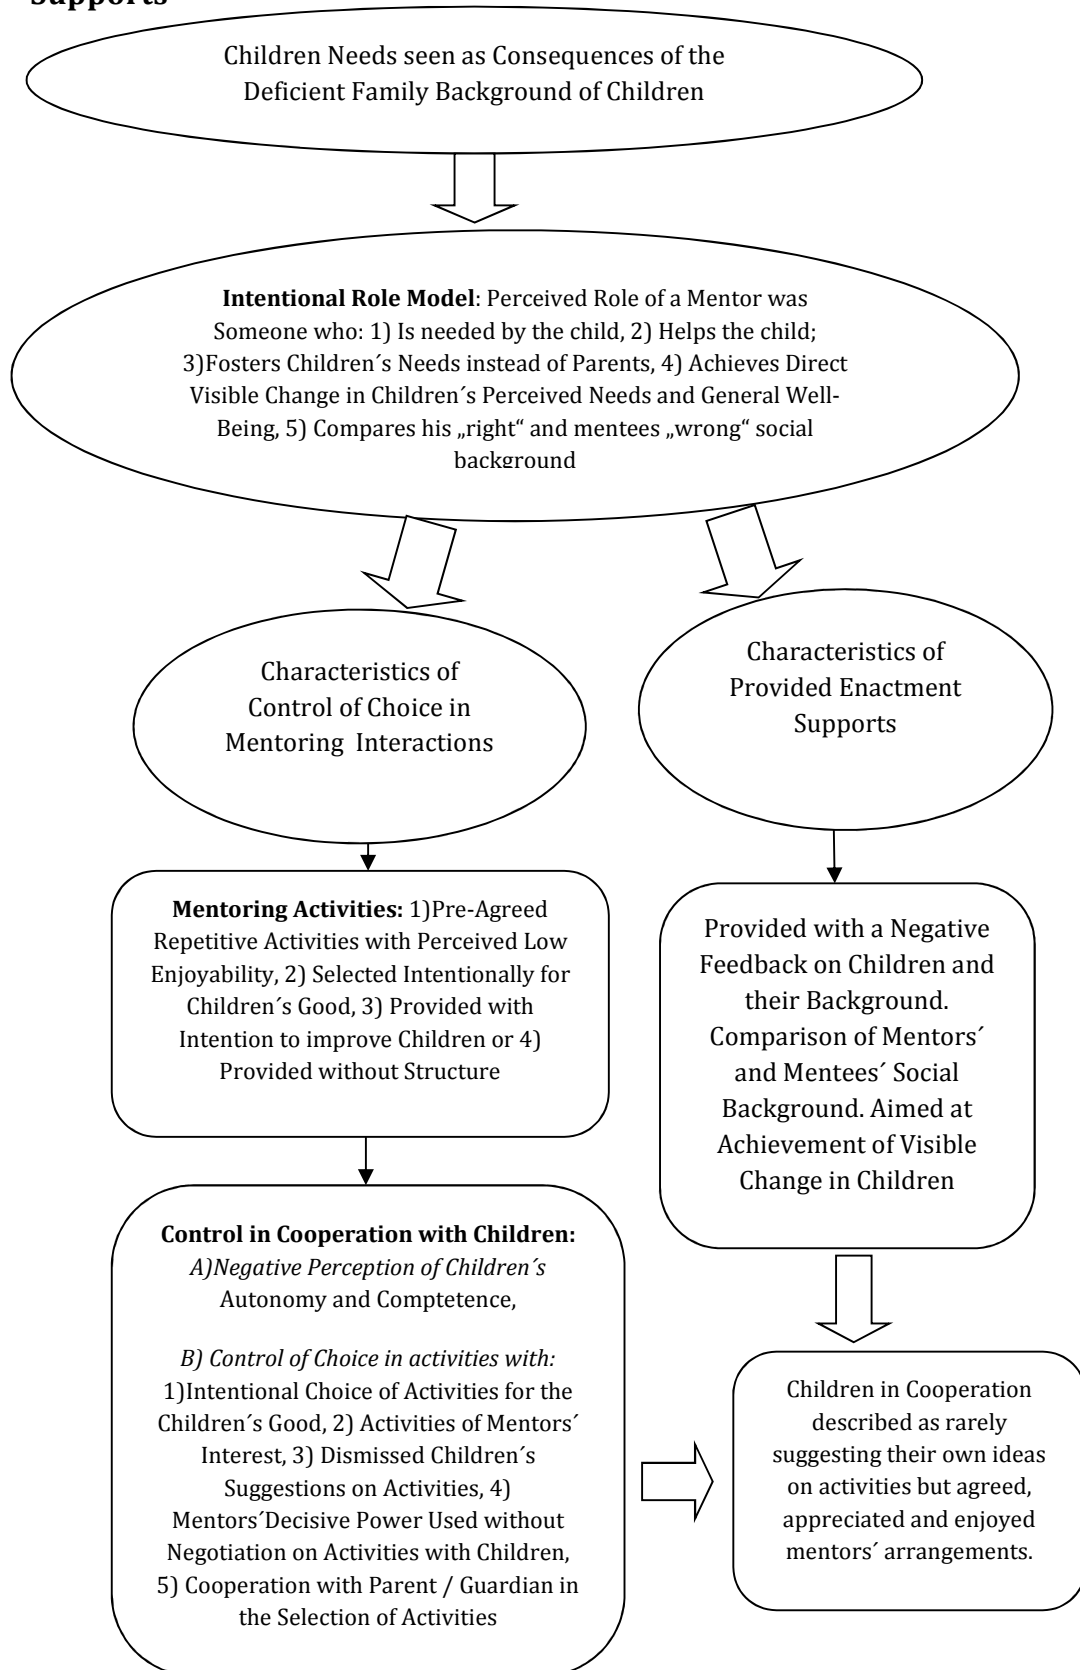 Supports
Children Needs seen as Consequences of the
Deficient Family Background of Children
Intentional Role Model: Perceived Role of a Mentor was
Someone who: 1) Is needed by the child, 2) Helps the child;
3)Fosters Children´s Needs instead of Parents, 4) Achieves Direct
Visible Change in Children´s Perceived Needs and General Well-
Being, 5) Compares his „right“ and mentees „wrong“ social
background
Characteristics of
Control of Choice in
Mentoring Interactions
Characteristics of
Provided Enactment
Supports
Mentoring Activities: 1)Pre-Agreed
Repetitive Activities with Perceived Low
Enjoyability, 2) Selected Intentionally for
Children´s Good, 3) Provided with
Intention to improve Children or 4)
Provided without Structure
Provided with a Negative
Feedback on Children and
their Background.
Comparison of Mentors´
and Mentees´ Social
Background. Aimed at
Achievement of Visible
Change in Children
Control in Cooperation with Children:
A)Negative Perception of Children´s
Autonomy and Comptetence,
B) Control of Choice in activities with:
1)Intentional Choice of Activities for the
Children´s Good, 2) Activities of Mentors´
Interest, 3) Dismissed Children´s
Suggestions on Activities, 4)
Mentors´Decisive Power Used without
Negotiation on Activities with Children,
5) Cooperation with Parent / Guardian in
the Selection of Activities
Children in Cooperation
described as rarely
suggesting their own ideas
on activities but agreed,
appreciated and enjoyed
mentors´ arrangements.